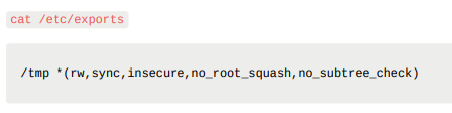 cat /etc/exports
/tmp *(rw,sync,insecure,no_root_squash,no_subtree_check)